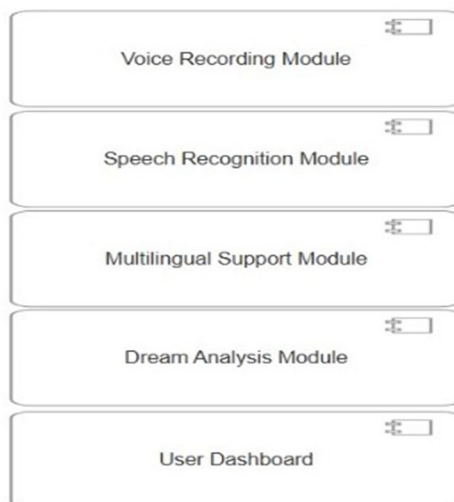 Voice Recording Module
Speech Recognition Module
Multilingual Support Module
Dream Analysis Module
User Dashboard